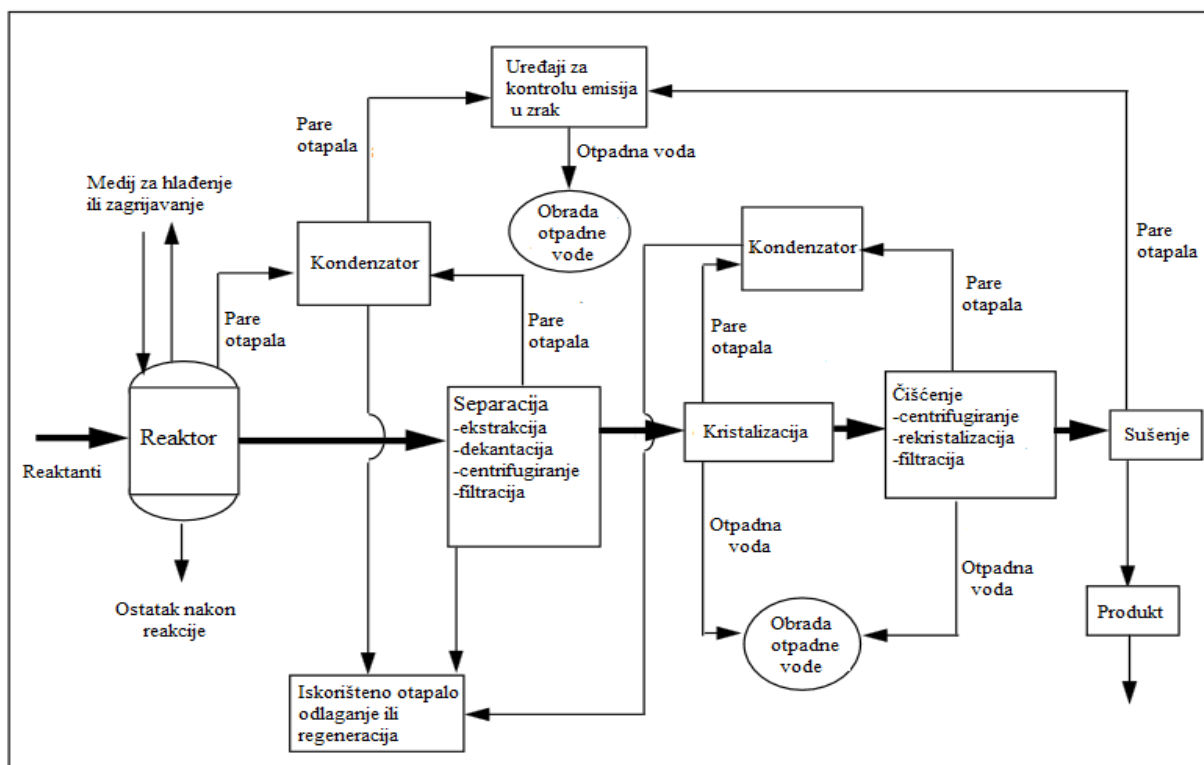 Uređaji za
kontrolu emisija
u zrak
Pare
otapala
Otpadna voda
Medij za hlađenje
ili zagrijavanje
Obrada
otpadne
vode
Kondenzator
Kondenzator
Pare
otapala
Pare
otapala
Pare
otapala
Pare
otapala
Pare
otapala
Reaktanti
Reaktor
Separacija
-ekstrakcija
-dekantacija
-centrifugiranje
-filtracija
Kristalizacija
Čišćenje
-centrifugiranje
-rekristalizacija
-filtracija
Sušenje
Otpadna
voda
Otpadna
voda
Ostatak nakon
reakcije
Obrada
otpadne
vode
Produkt
Iskorišteno otapalo
odlaganje ili
regeneracija